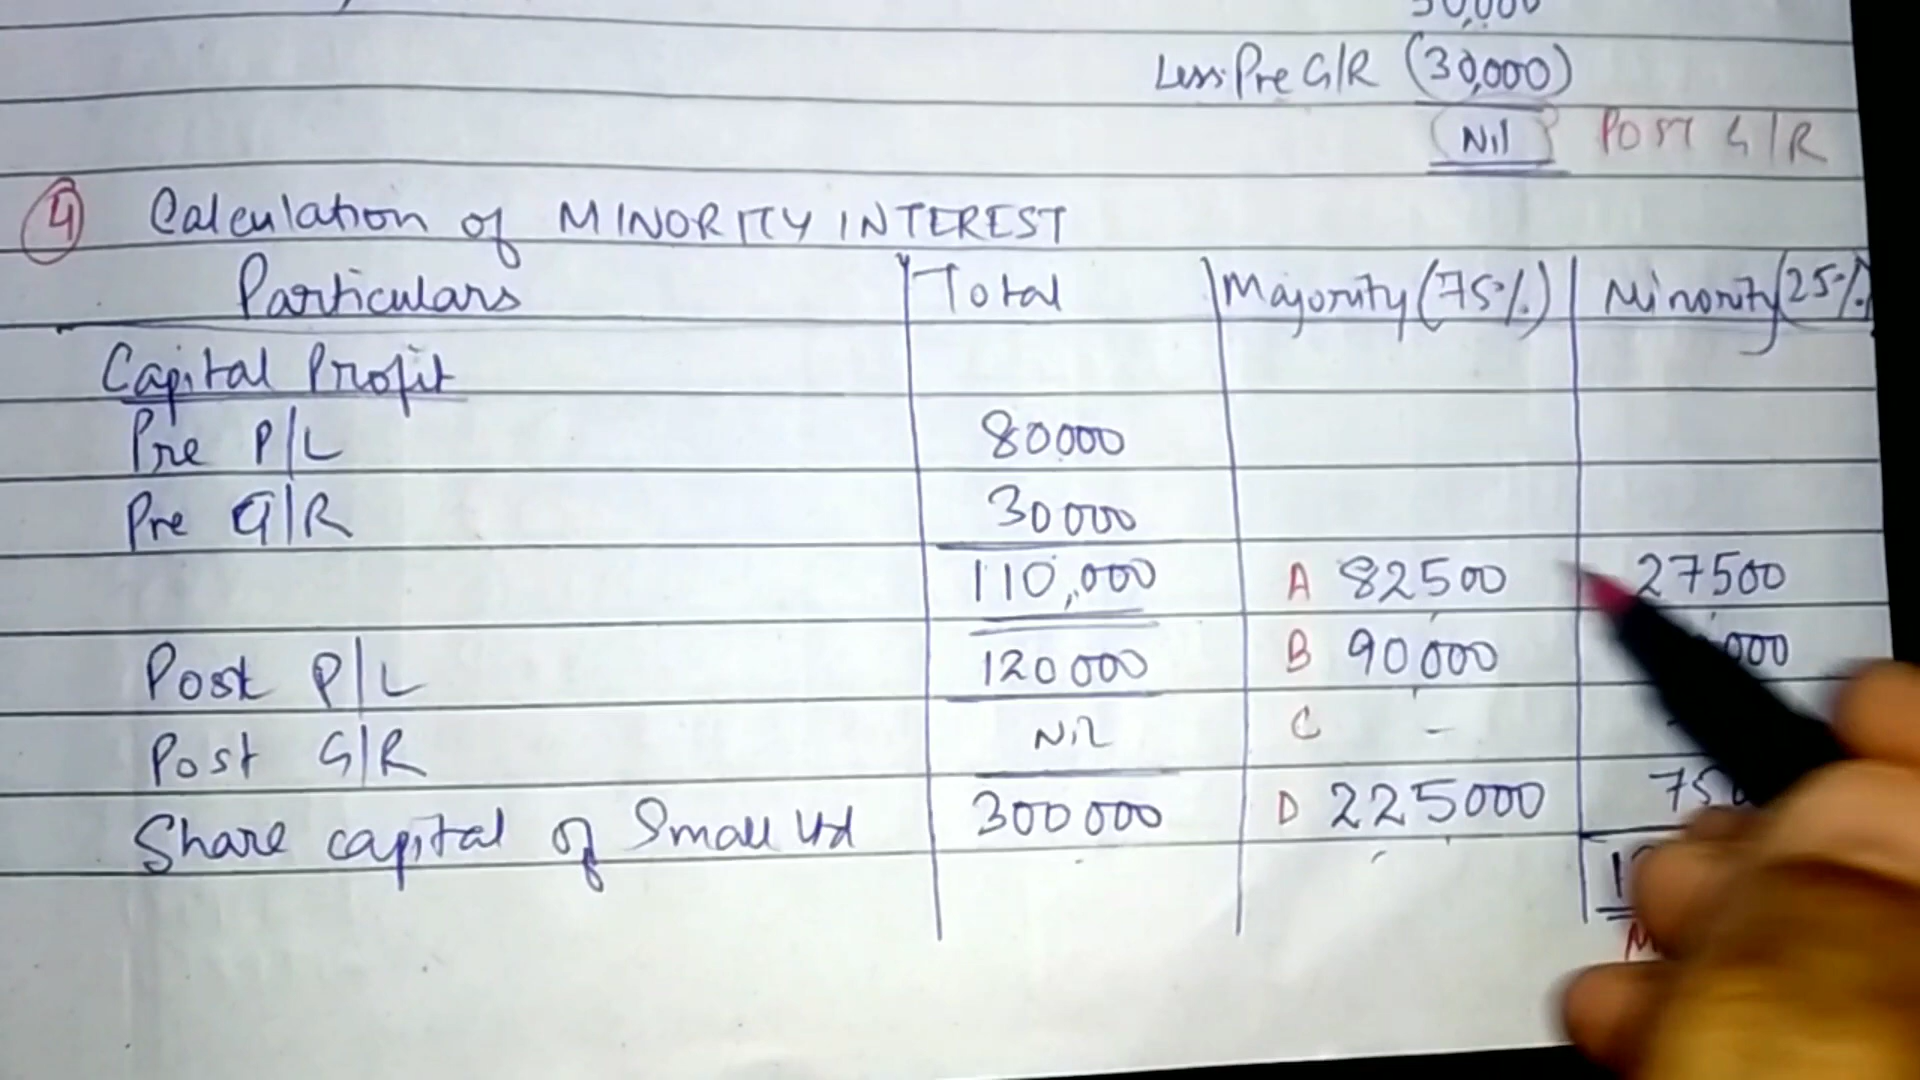 Less: Pre G/R (30,000)
Nil POST G/R
4 Calculation of MINORITY INTEREST
Particulars Total Majority (75%) Minority (25%)
Capital Profit
Pre P/L 80000
Pre G/R 30000
110,000 A 82500 27500
Post P/L 120000 B 90000
Post G/R Nil C -
Share capital of Small Ltd 300000 D 225000